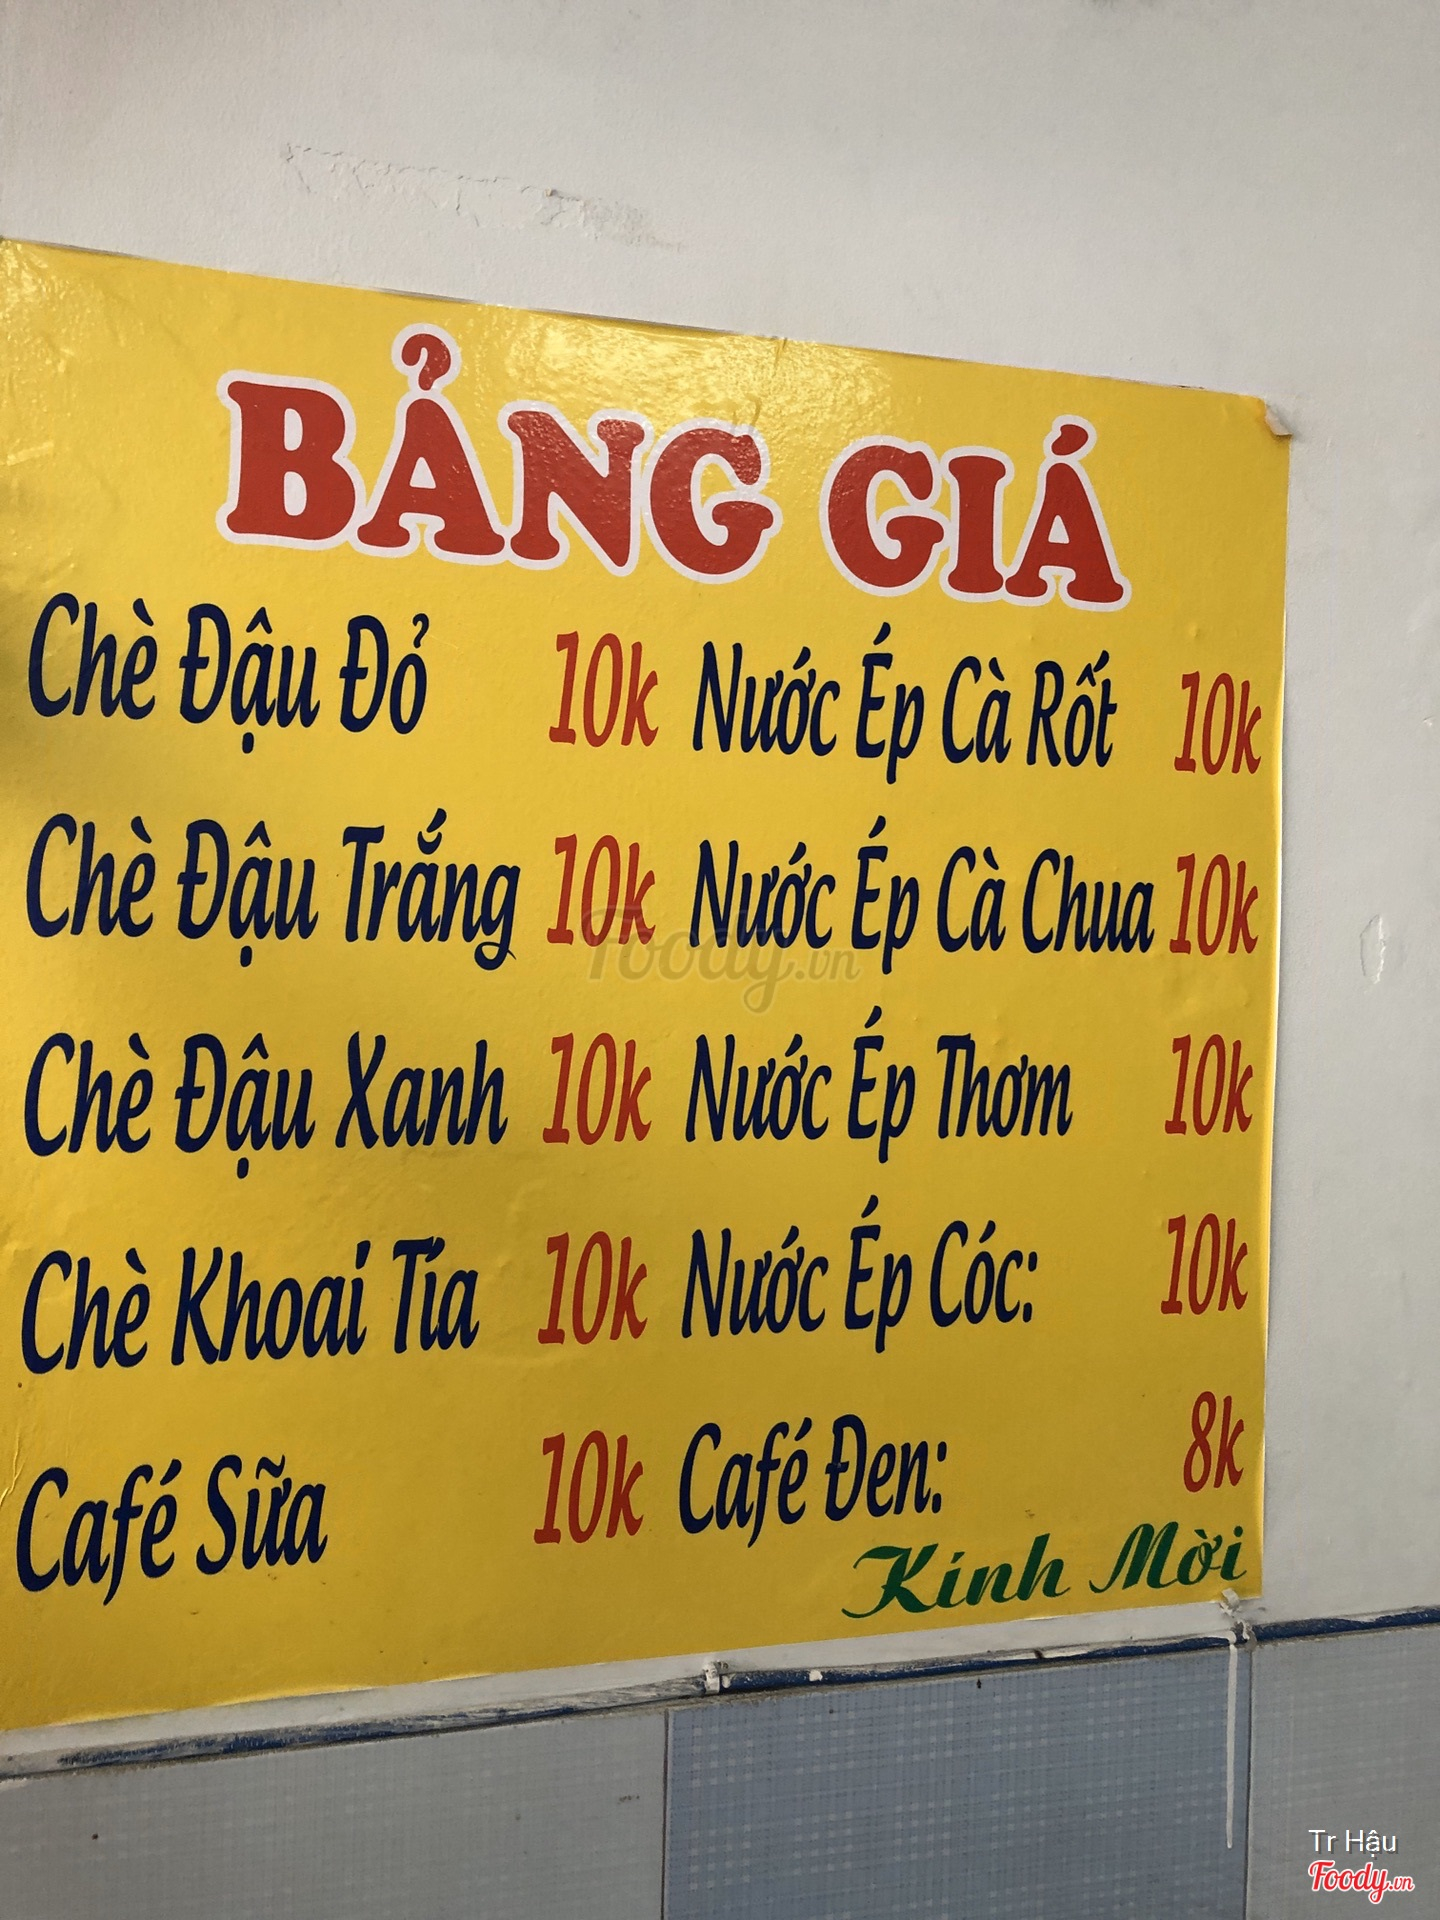 BẢNG GIÁ
Chè Đậu Đỏ 10k Nước Ép Cà Rốt 10k
Chè Đậu Trắng 10k Nước Ép Cà Chua 10k
Foody.vn
Chè Đậu Xanh 10k Nước Ép Thơm 10k
Chè Khoai Tía 10k Nước Ép Cóc: 10k
Café Sữa 10k Café Đen: 8k
Kính Mời
Tr Hậu
Foody.vn